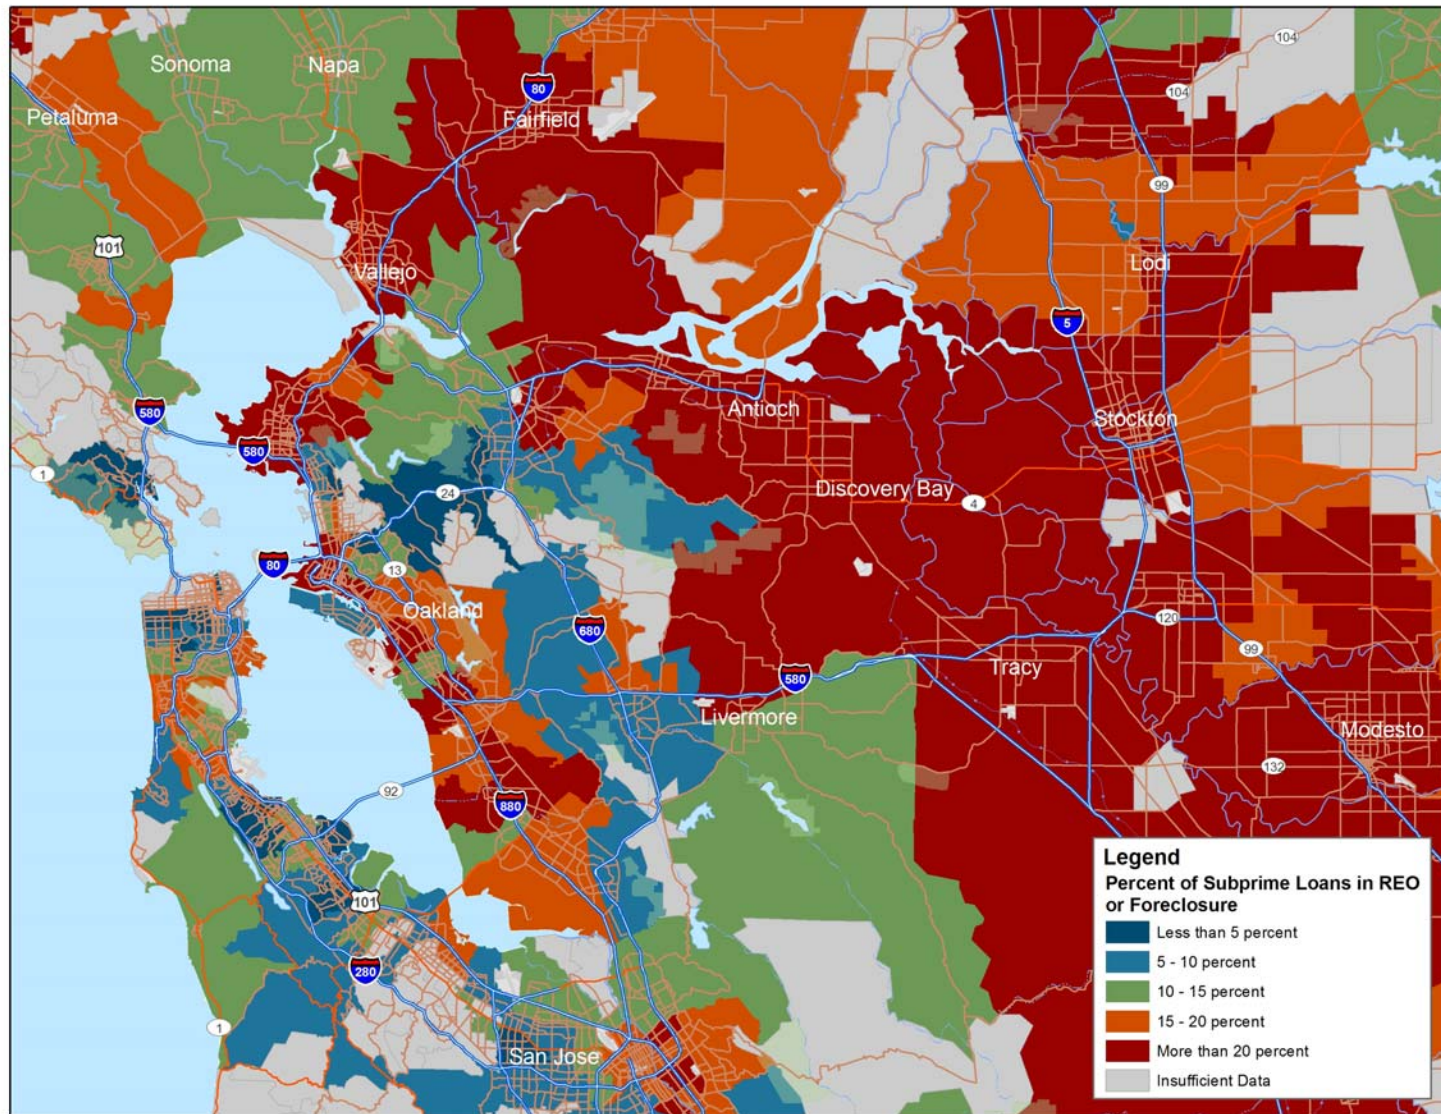 104
Sonoma
Napa
80
104
Petaluma
Fairfield
99
101
Lodi
Vallejo
5
580
Antioch
Stockton
580
1
24
Discovery Bay
4
80
13
Oakland
680
120
99
580
Tracy
Livermore
Modesto
132
92
880
101
280
1
San Jose
Legend
Percent of Subprime Loans in REO
or Foreclosure
Less than 5 percent
5 - 10 percent
10 - 15 percent
15 - 20 percent
More than 20 percent
Insufficient Data